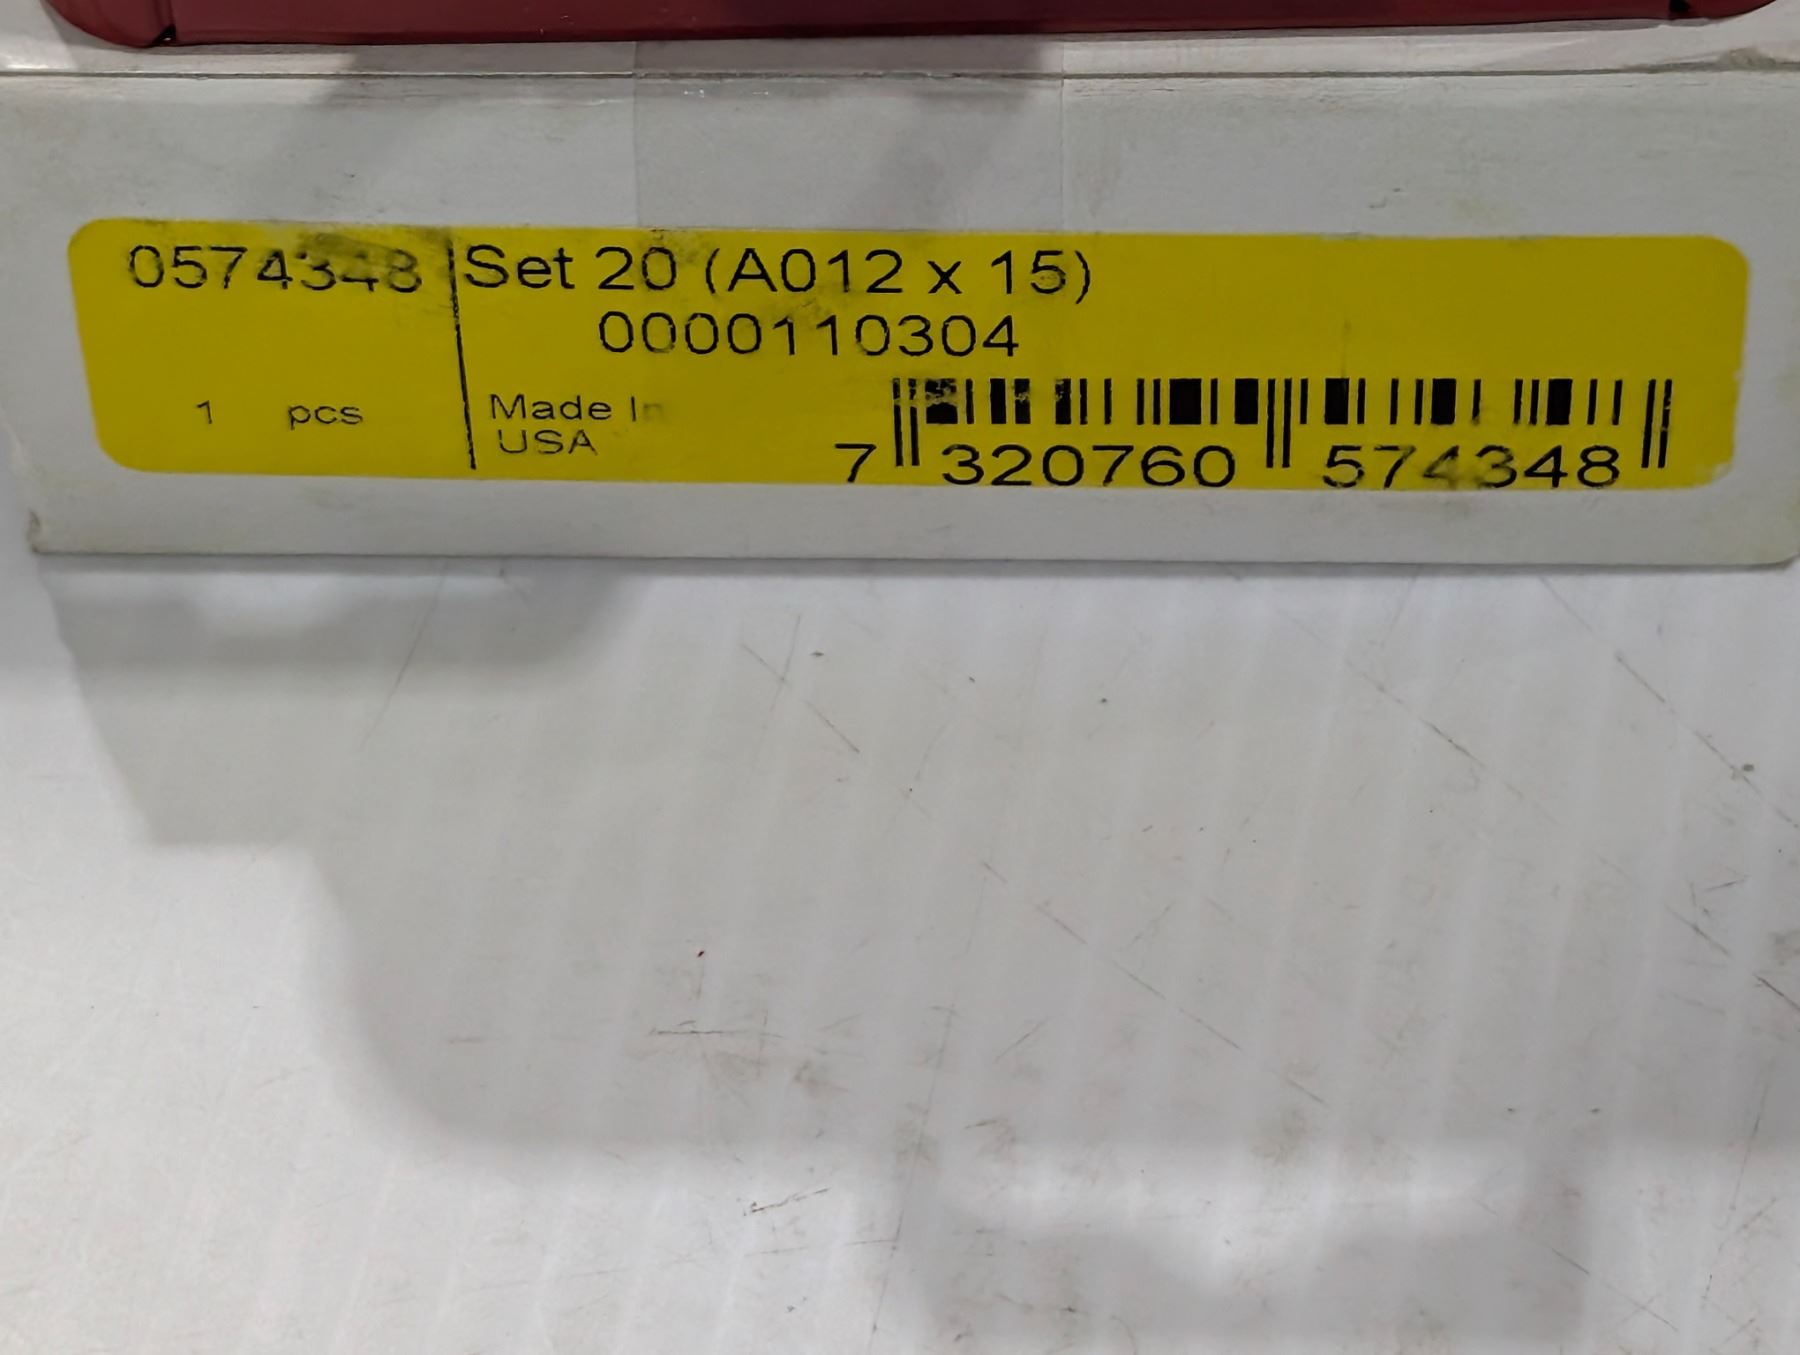 0574348 Set 20 (A012 x 15)
0000110304
1 pcs Made In
USA
7 320760 574348